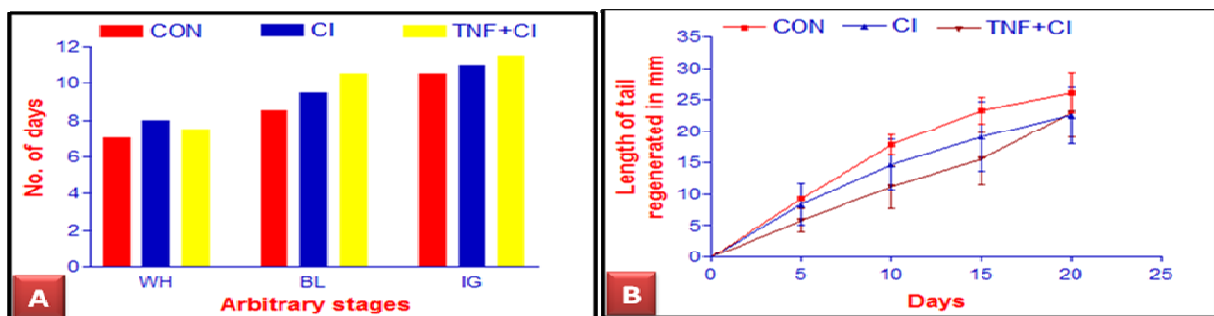 CON CI TNF+CI
12
10
8
6
4
2
0
No. of days
WH BL IG
Arbitrary stages
A
CON CI TNF+CI
35
30
25
20
15
10
5
0
Length of tail
regenerated in mm
0 5 10 15 20 25
Days
B